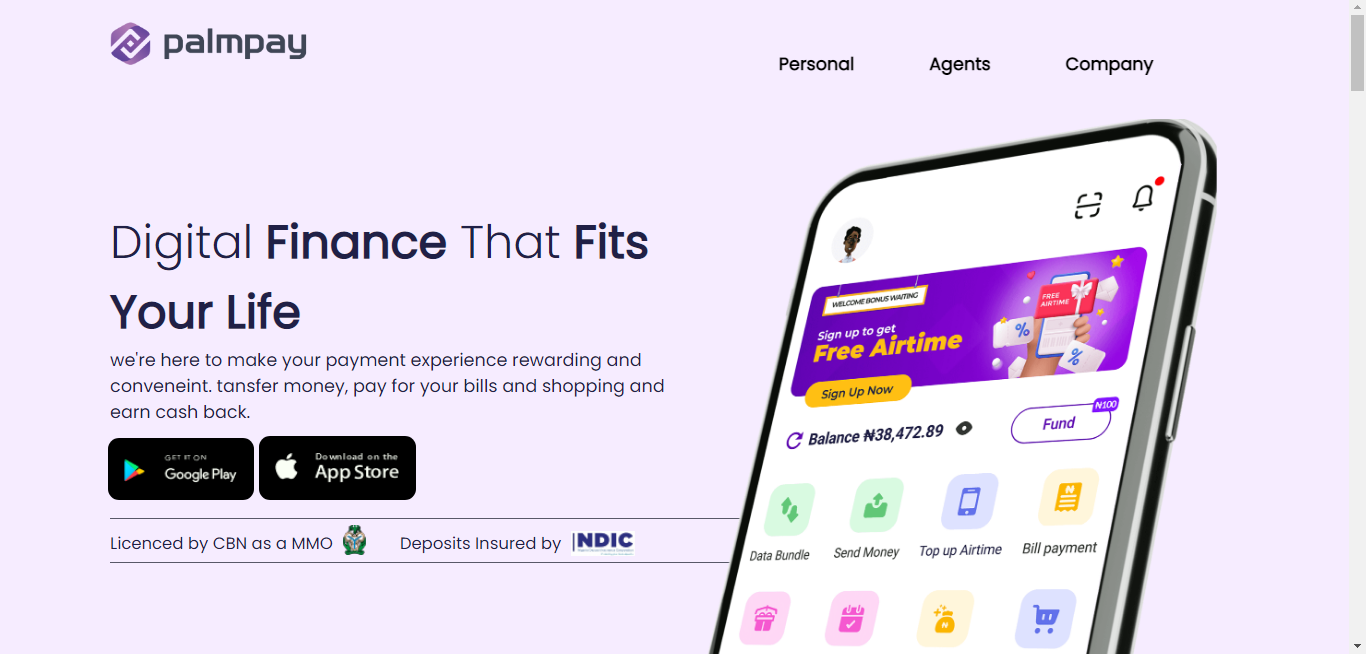 palmpay
Personal
Agents
Company
Digital Finance That Fits
Your Life
we're here to make your payment experience rewarding and
conveneint. tansfer money, pay for your bills and shopping and
earn cash back.
GET IT ON
Google Play
Download on the
App Store
Licenced by CBN as a MMO
Deposits Insured by
NDIC
WELCOME BONUS WAITING
Sign up to get
Free Airtime
Sign Up Now
FREE
AIRTIME
%
%
Balance ₦38,472.89
Fund
₦100
Data Bundle
Send Money
Top up Airtime
Bill payment